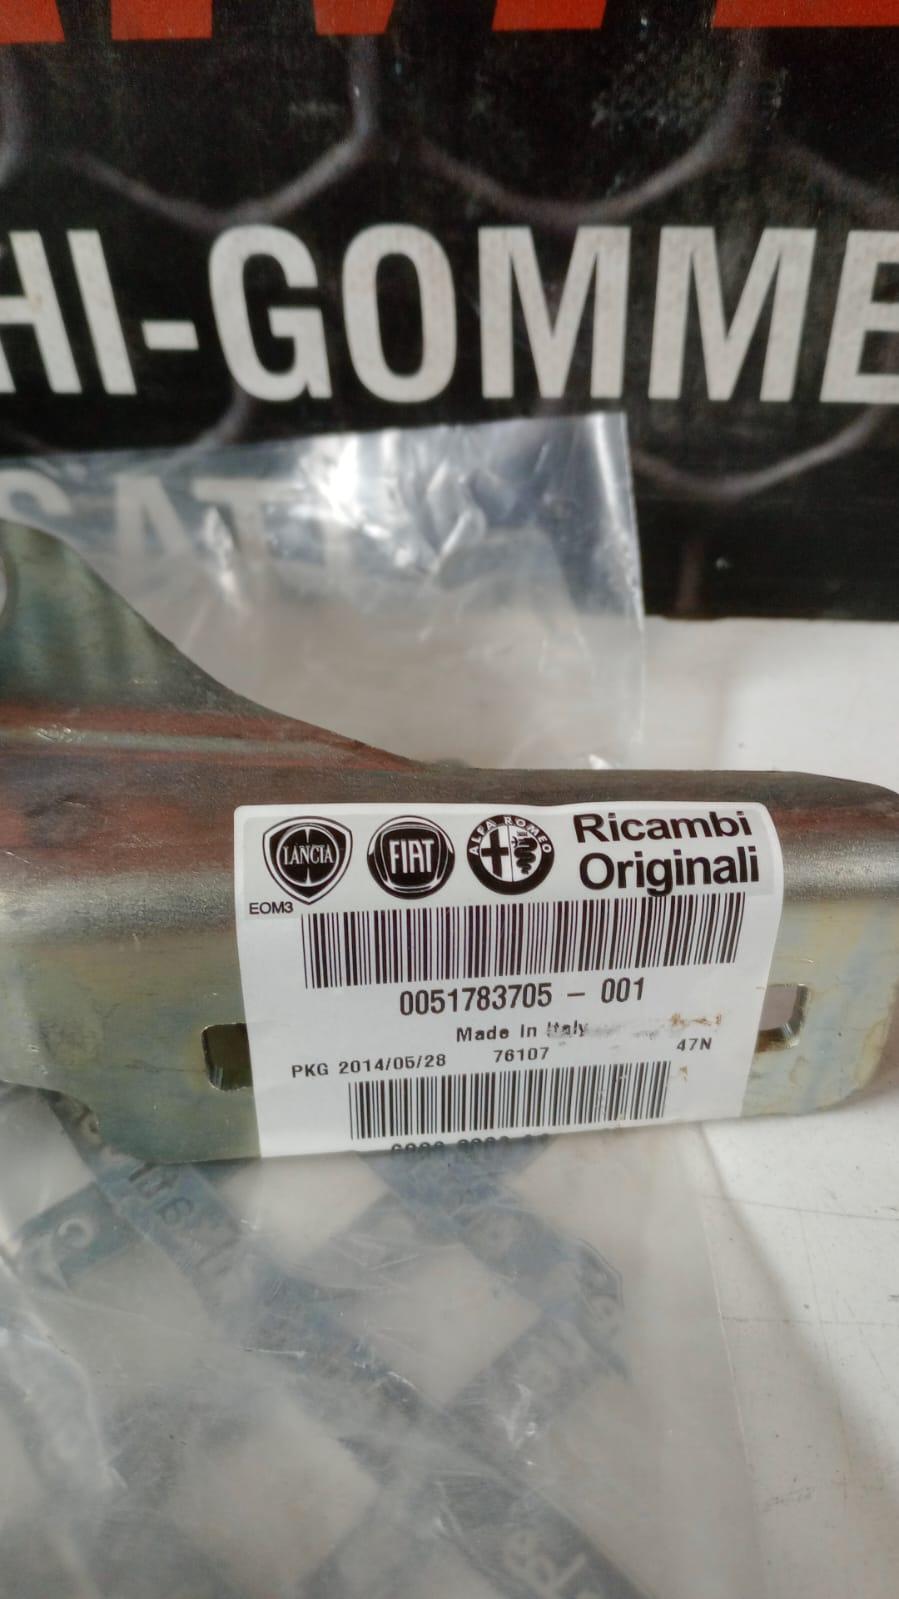 HI-GOMME
SAT
LANCIA
FIAT
ALFA ROMEO
Ricambi
Originali
EOM3
0051783705 - 001
Made in Italy
PKG 2014/05/28 76107 47N